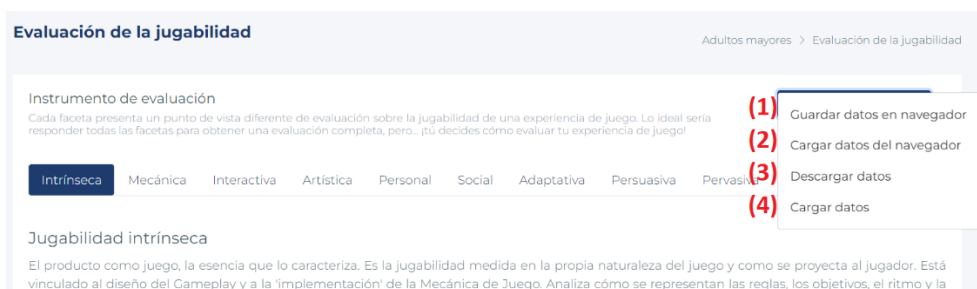 Evaluación de la jugabilidad
Adultos mayores > Evaluación de la jugabilidad
Instrumento de evaluación
Cada faceta presenta un punto de vista diferente de evaluación sobre la jugabilidad de una experiencia de juego. Lo ideal sería
responder todas las facetas para obtener una evaluación completa, pero... ¡tú decides cómo evaluar tu experiencia de juego!
(1) Guardar datos en navegador
(2) Cargar datos del navegador
(3) Descargar datos
(4) Cargar datos
Intrínseca Mecánica Interactiva Artística Personal Social Adaptativa Persuasiva Pervasiva
Jugabilidad intrínseca
El producto como juego, la esencia que lo caracteriza. Es la jugabilidad medida en la propia naturaleza del juego y como se proyecta al jugador. Está
vinculado al diseño del Gameplay y a la 'implementación' de la Mecánica de Juego. Analiza cómo se representan las reglas, los objetivos, el ritmo y la